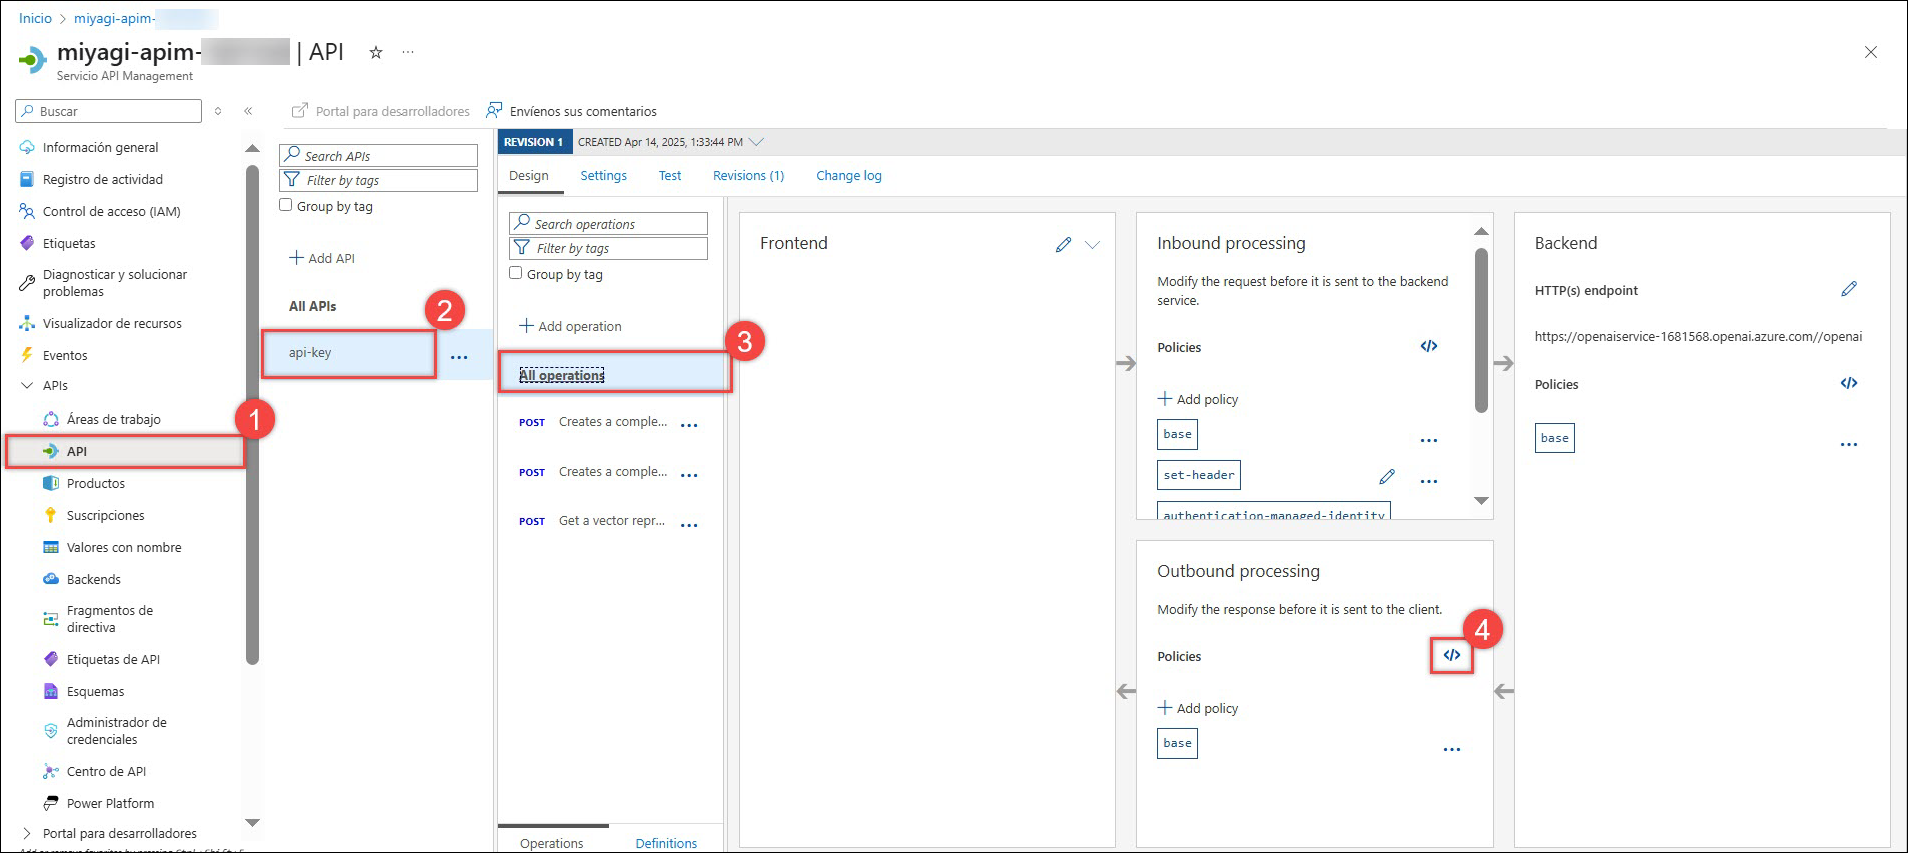 Inicio > miyagi-apim-
miyagi-apim- | API
Servicio API Management
Buscar
Información general
Registro de actividad
Control de acceso (IAM)
Etiquetas
Diagnosticar y solucionar
problemas
Visualizador de recursos
Eventos
APIs
Áreas de trabajo
1
API
Productos
Suscripciones
Valores con nombre
Backends
Fragmentos de
directiva
Etiquetas de API
Esquemas
Administrador de
credenciales
Centro de API
Power Platform
Portal para desarrolladores
Portal para desarrolladores
Envíenos sus comentarios
Search APIs
Filter by tags
Group by tag
Add API
All APIs
2
api-key
REVISION 1 CREATED Apr 14, 2025, 1:33:44 PM
Design Settings Test Revisions (1) Change log
Search operations
Filter by tags
Group by tag
Add operation
3
All operations
POST Creates a comple...
POST Creates a comple...
POST Get a vector repr...
Operations Definitions
Frontend
Inbound processing
Modify the request before it is sent to the backend
service.
Policies </>
Add policy
base
set-header
authentication-managed-identity
Outbound processing
Modify the response before it is sent to the client.
4
Policies </>
Add policy
base
Backend
HTTP(s) endpoint
https://openaiservice-1681568.openai.azure.com//openai
Policies </>
base